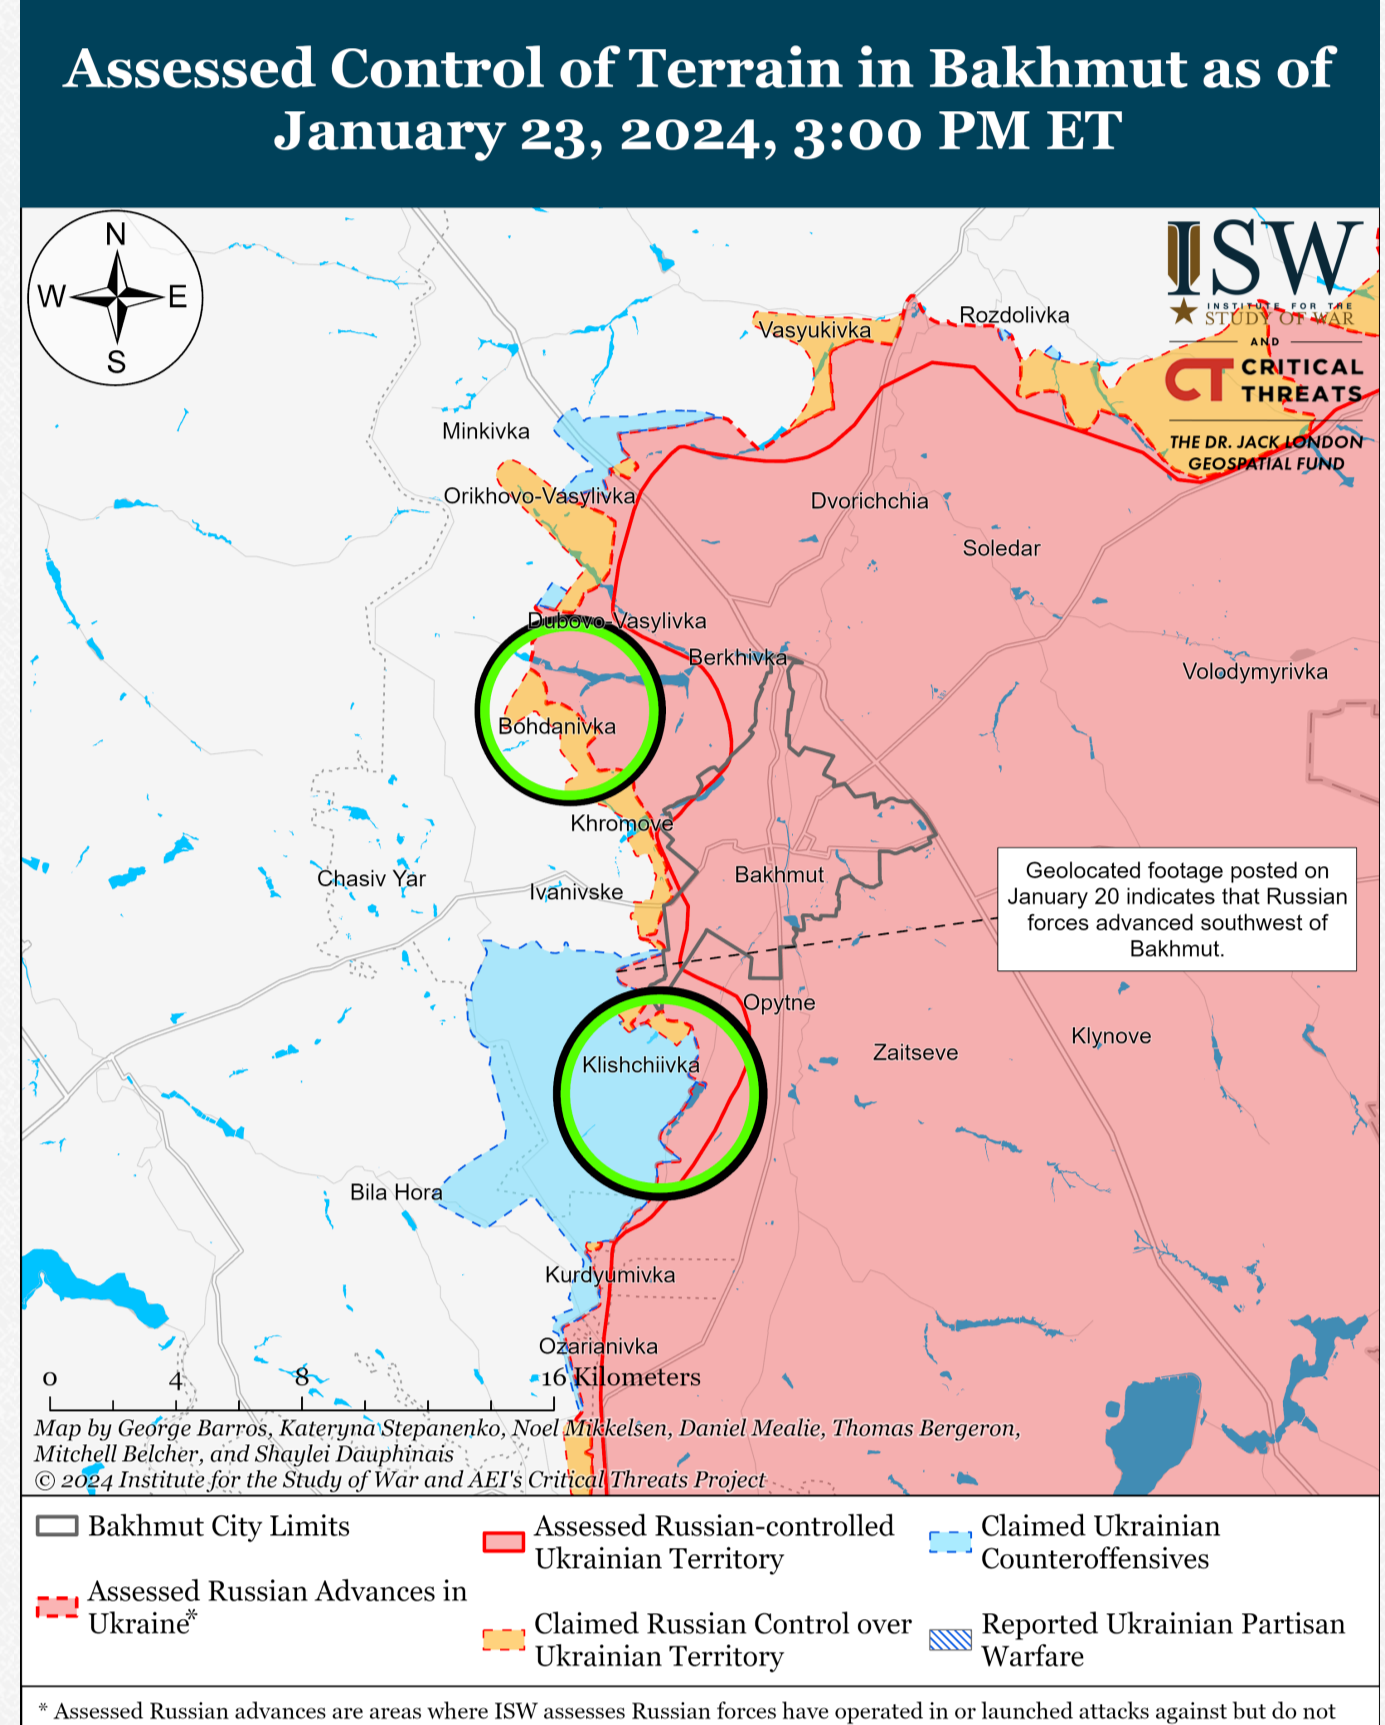 Assessed Control of Terrain in Bakhmut as of
January 23, 2024, 3:00 PM ET
N
W
E
S
ISW
INSTITUTE FOR THE
STUDY OF WAR
AND
CT CRITICAL
THREATS
THE DR. JACK LONDON
GEOSPATIAL FUND
Rozdolivka
Vasyukivka
Minkivka
Orikhovo-Vasylivka
Dvorichchia
Soledar
Dubovo-Vasylivka
Berkhivka
Volodymyrivka
Bohdanivka
Khromove
Bakhmut
Chasiv Yar
Ivanivske
Geolocated footage posted on
January 20 indicates that Russian
forces advanced southwest of
Bakhmut.
Opytne
Klynove
Zaitseve
Klishchiivka
Bila Hora
Kurdyumivka
Ozarianivka
0 4 8 16 Kilometers
Map by George Barros, Kateryna Stepanenko, Noel Mikkelsen, Daniel Mealie, Thomas Bergeron,
Mitchell Belcher, and Shaylei Dauphinais
© 2024 Institute for the Study of War and AEI's Critical Threats Project
Bakhmut City Limits
Assessed Russian Advances in
Ukraine*
Assessed Russian-controlled
Ukrainian Territory
Claimed Russian Control over
Ukrainian Territory
Claimed Ukrainian
Counteroffensives
Reported Ukrainian Partisan
Warfare
* Assessed Russian advances are areas where ISW assesses Russian forces have operated in or launched attacks against but do not